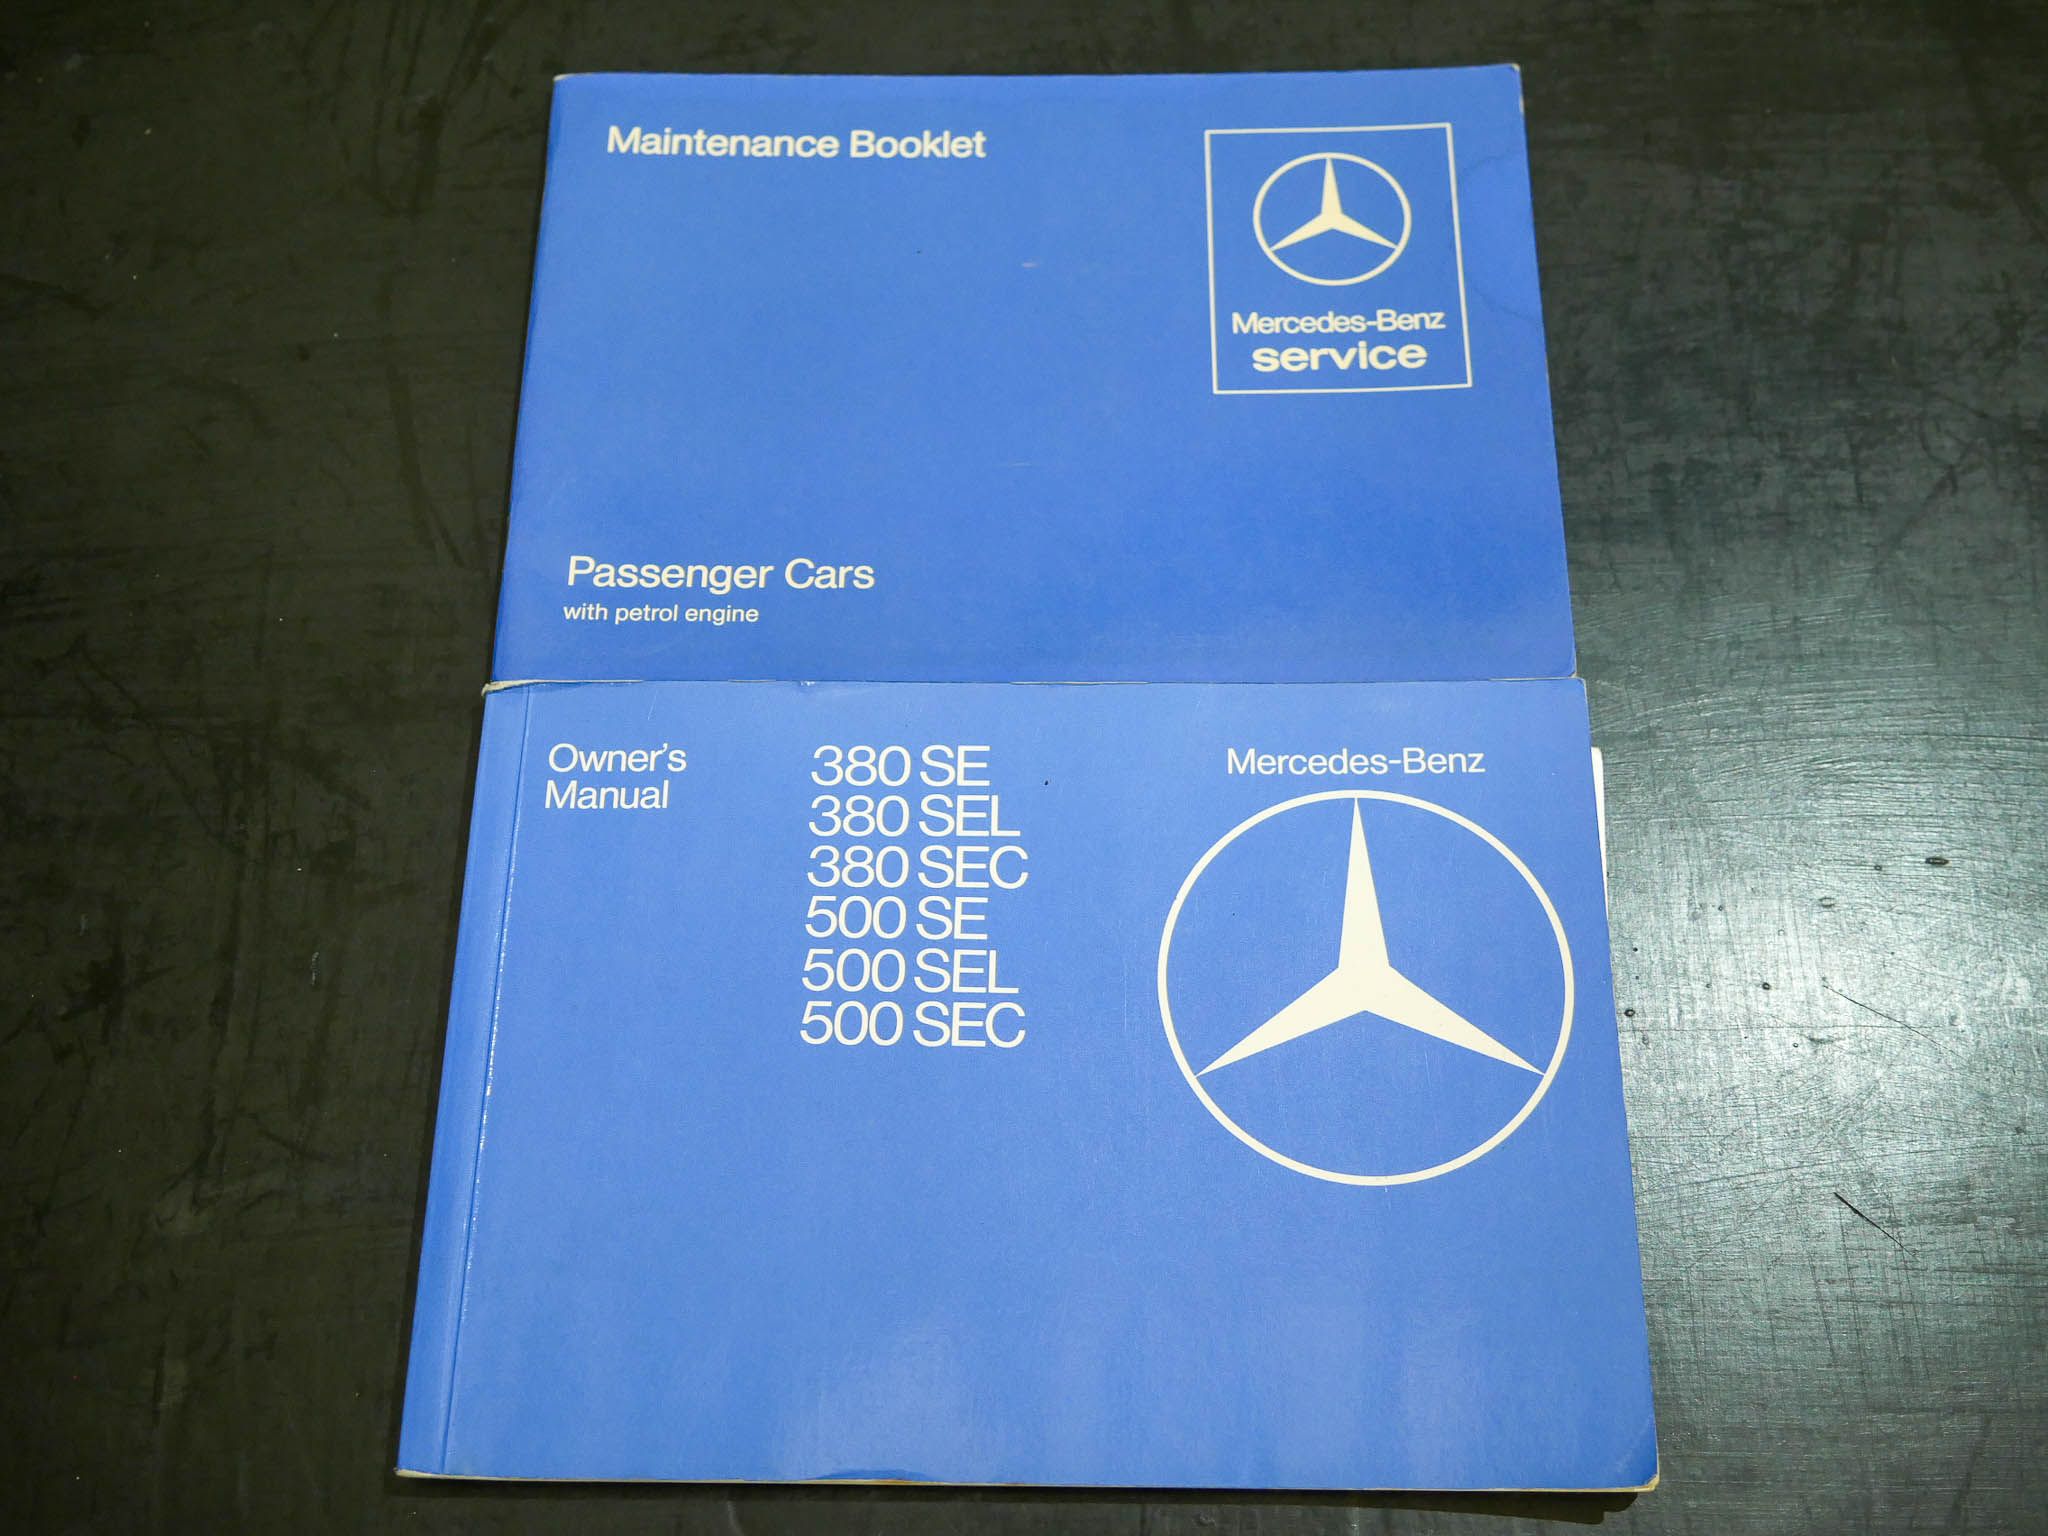 Maintenance Booklet
Mercedes-Benz
service
Passenger Cars
with petrol engine
Owner's
Manual
380 SE
380 SEL
380 SEC
500 SE
500 SEL
500 SEC
Mercedes-Benz